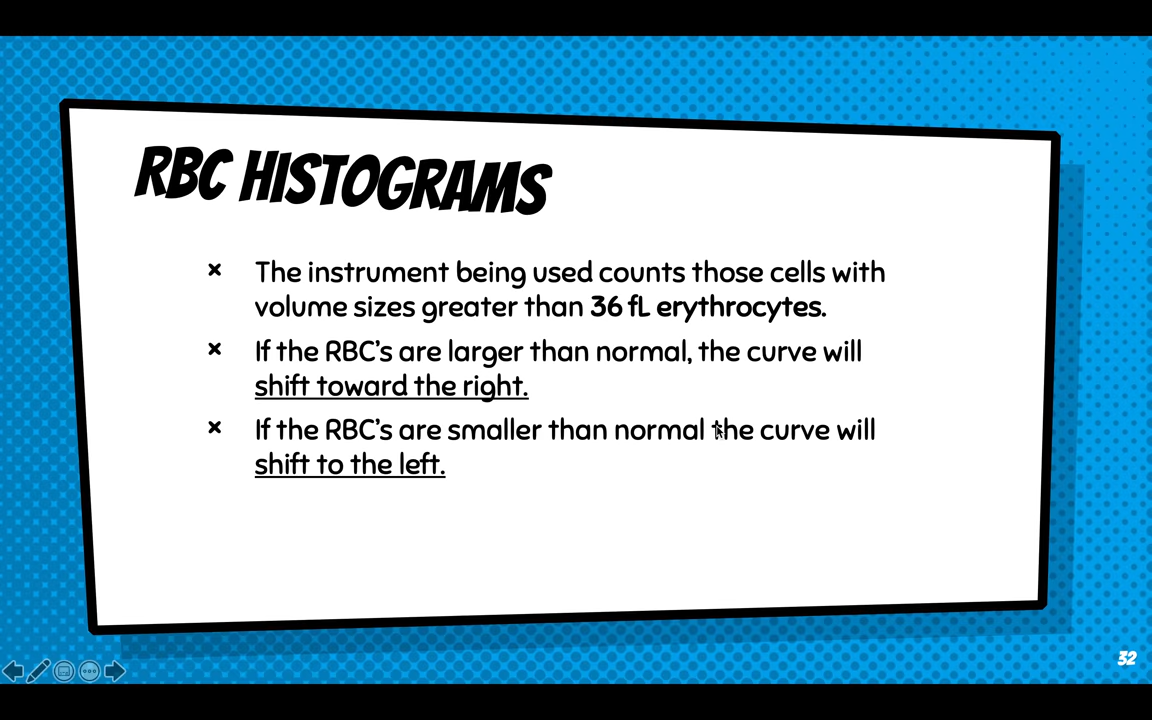 RBC HISTOGRAMS
× The instrument being used counts those cells with
volume sizes greater than 36 fL erythrocytes.
× If the RBC's are larger than normal, the curve will
shift toward the right.
× If the RBC's are smaller than normal the curve will
shift to the left.
32